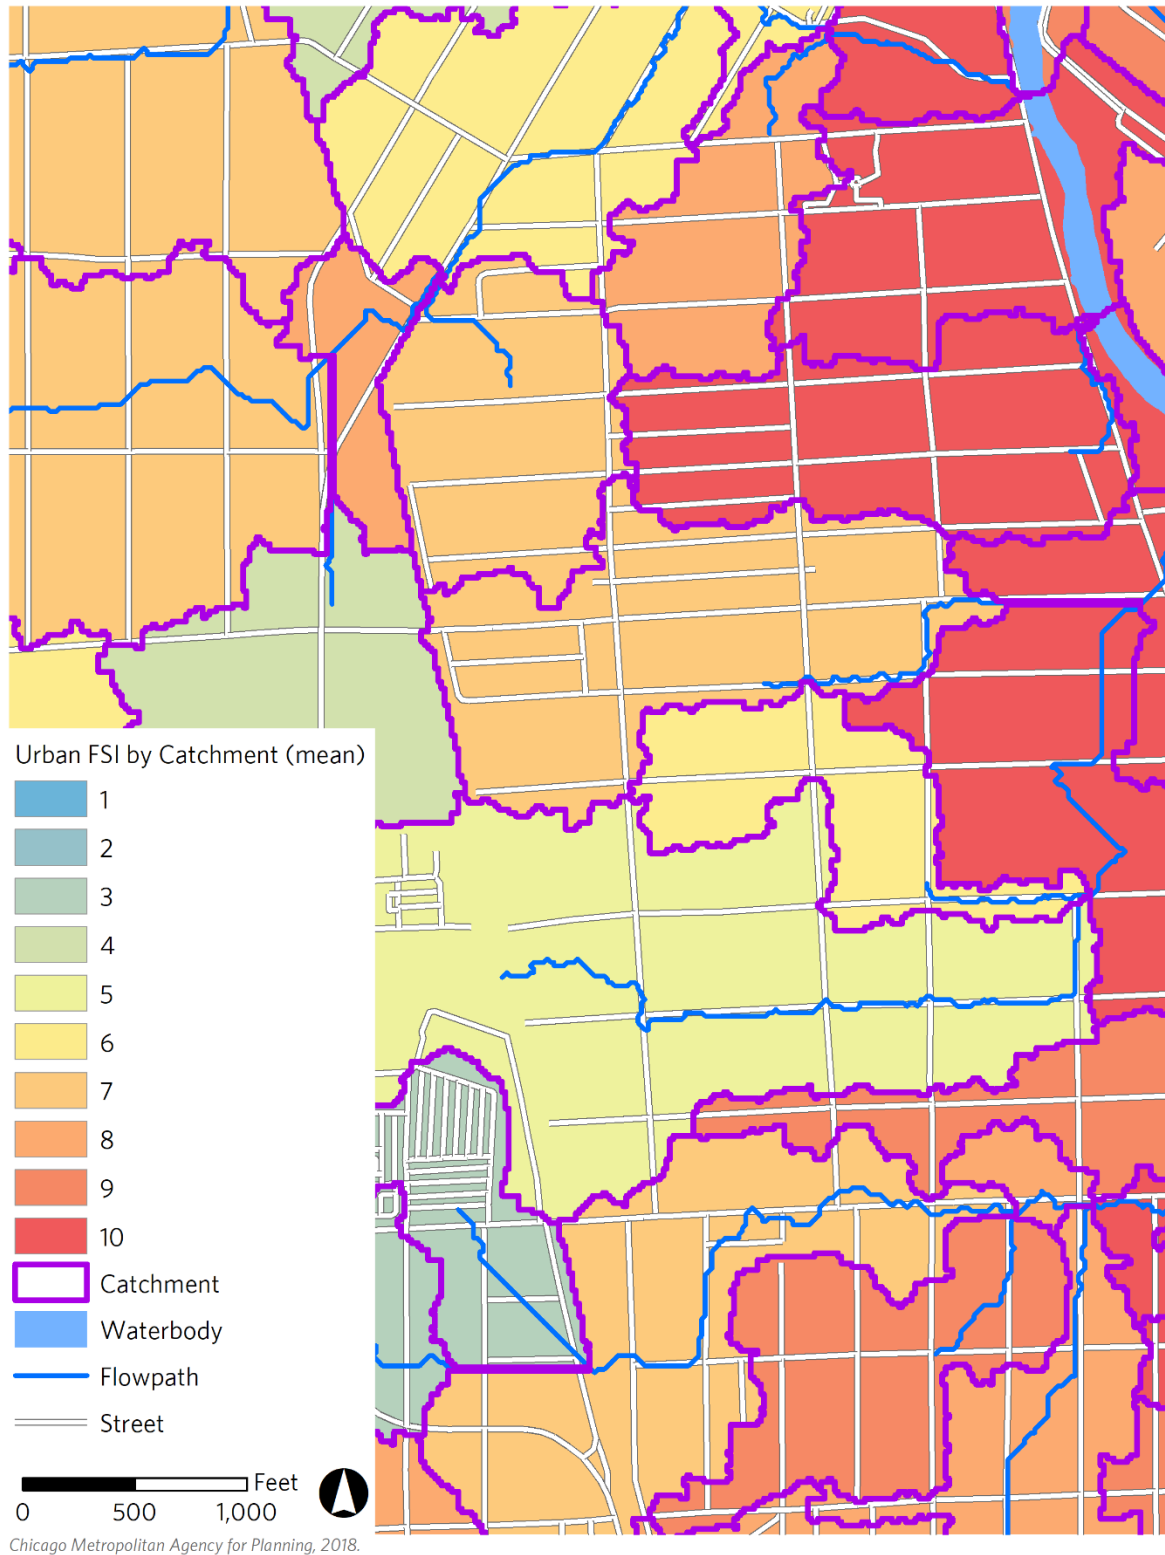 Urban FSI by Catchment (mean)
1
2
3
4
5
6
7
8
9
10
Catchment
Waterbody
Flowpath
Street
Feet
0 500 1,000
Chicago Metropolitan Agency for Planning, 2018.